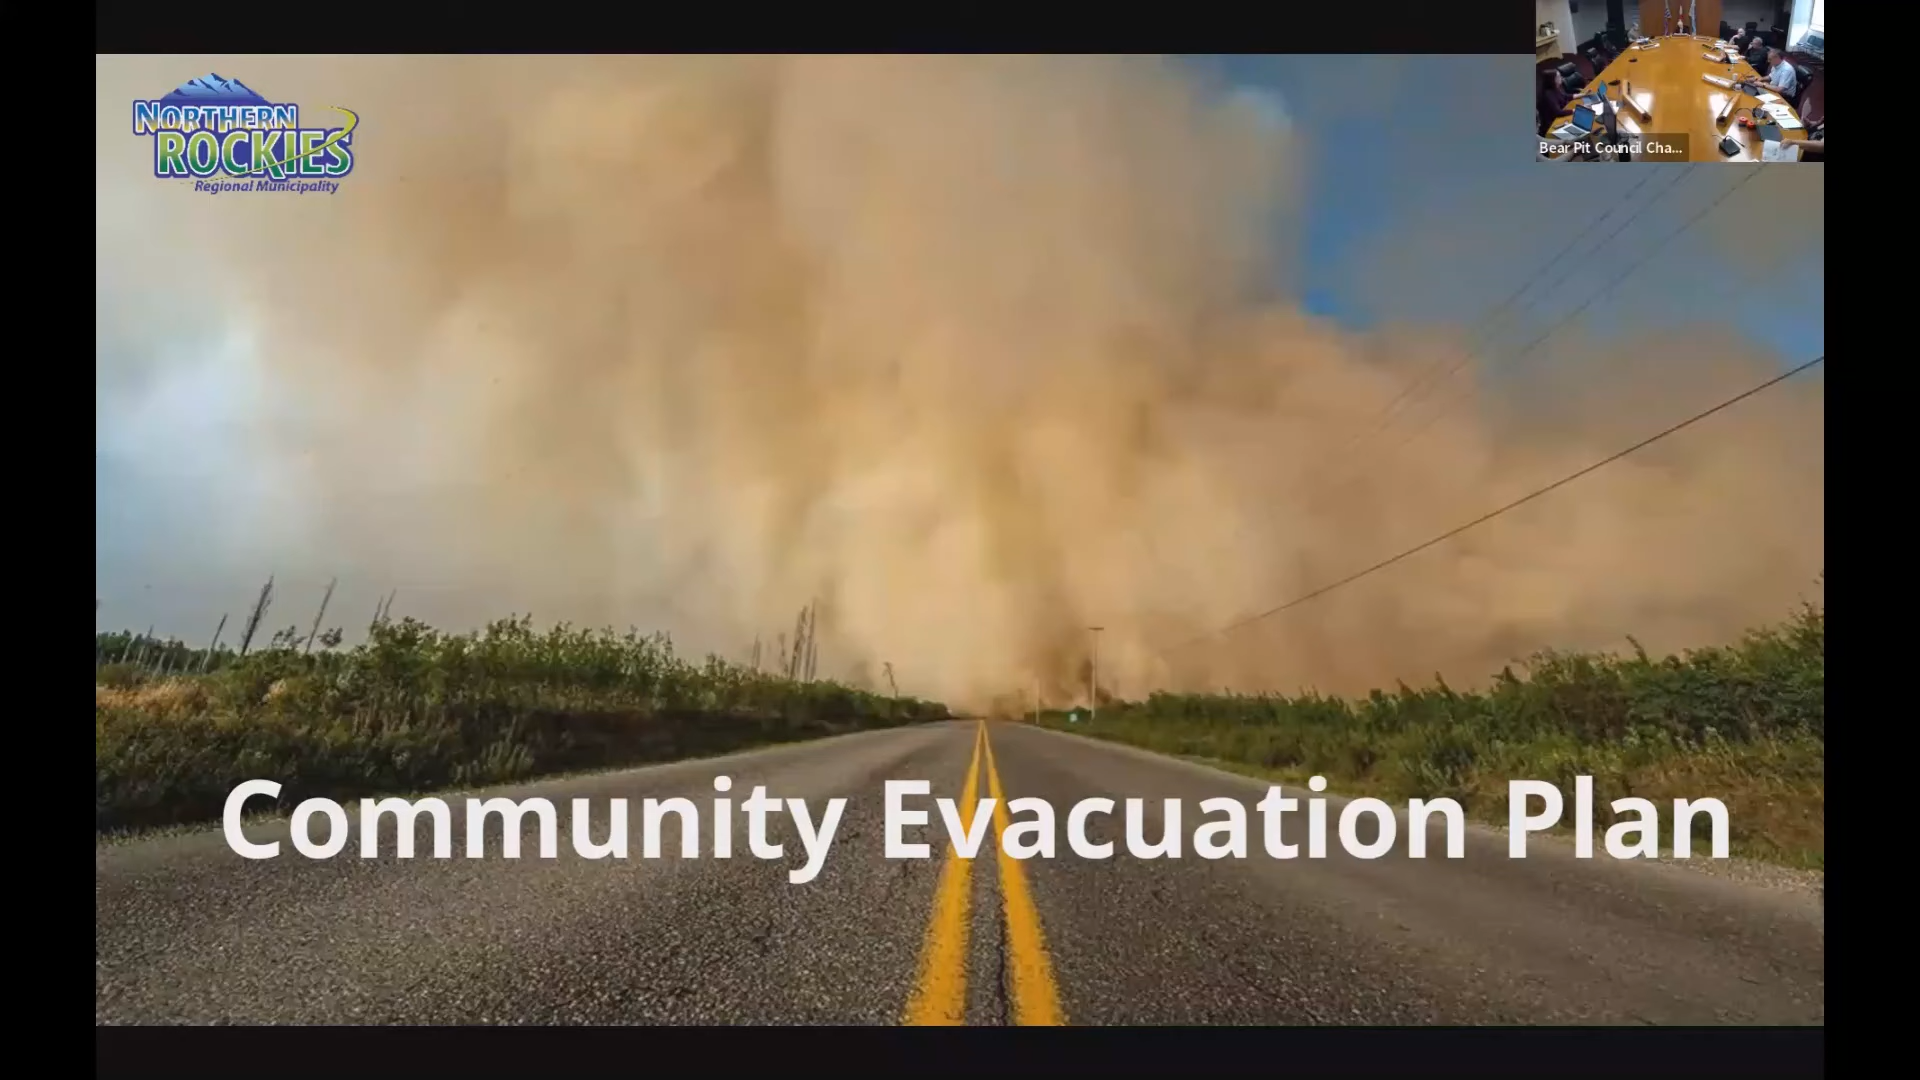 NORTHERN
ROCKIES
Regional Municipality
Bear Pit Council Cha...
Community Evacuation Plan